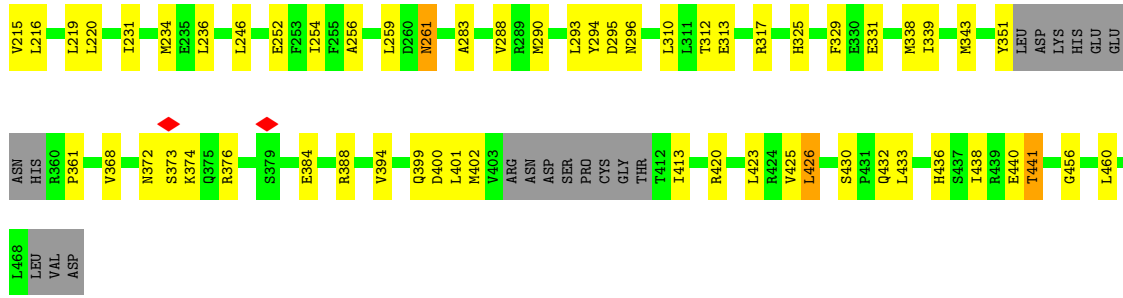 V215 L216 L219 L220 I231 M234 E235 L236 L246 E252 F253 I254 F255 A256 L259 D260 N261 A283 V288 R289 M290 L293 Y294 D295 N296 L310 L311 T312 E313 R317 H325 F329 E330 E331 M338 I339 M343 Y351 LEU ASP LYS HIS GLU GLU
ASN HIS R360 P361 V368 N372 S373 K374 Q375 R376 S379 E384 R388 V394 Q399 D400 L401 M402 V403 ARG ASN ASP SER PRO CYS GLY THR T412 I413 R420 L423 R424 V425 L426 S430 P431 Q432 L433 H436 S437 I438 R439 E440 T441 G456 L460
L468 LEU VAL ASP